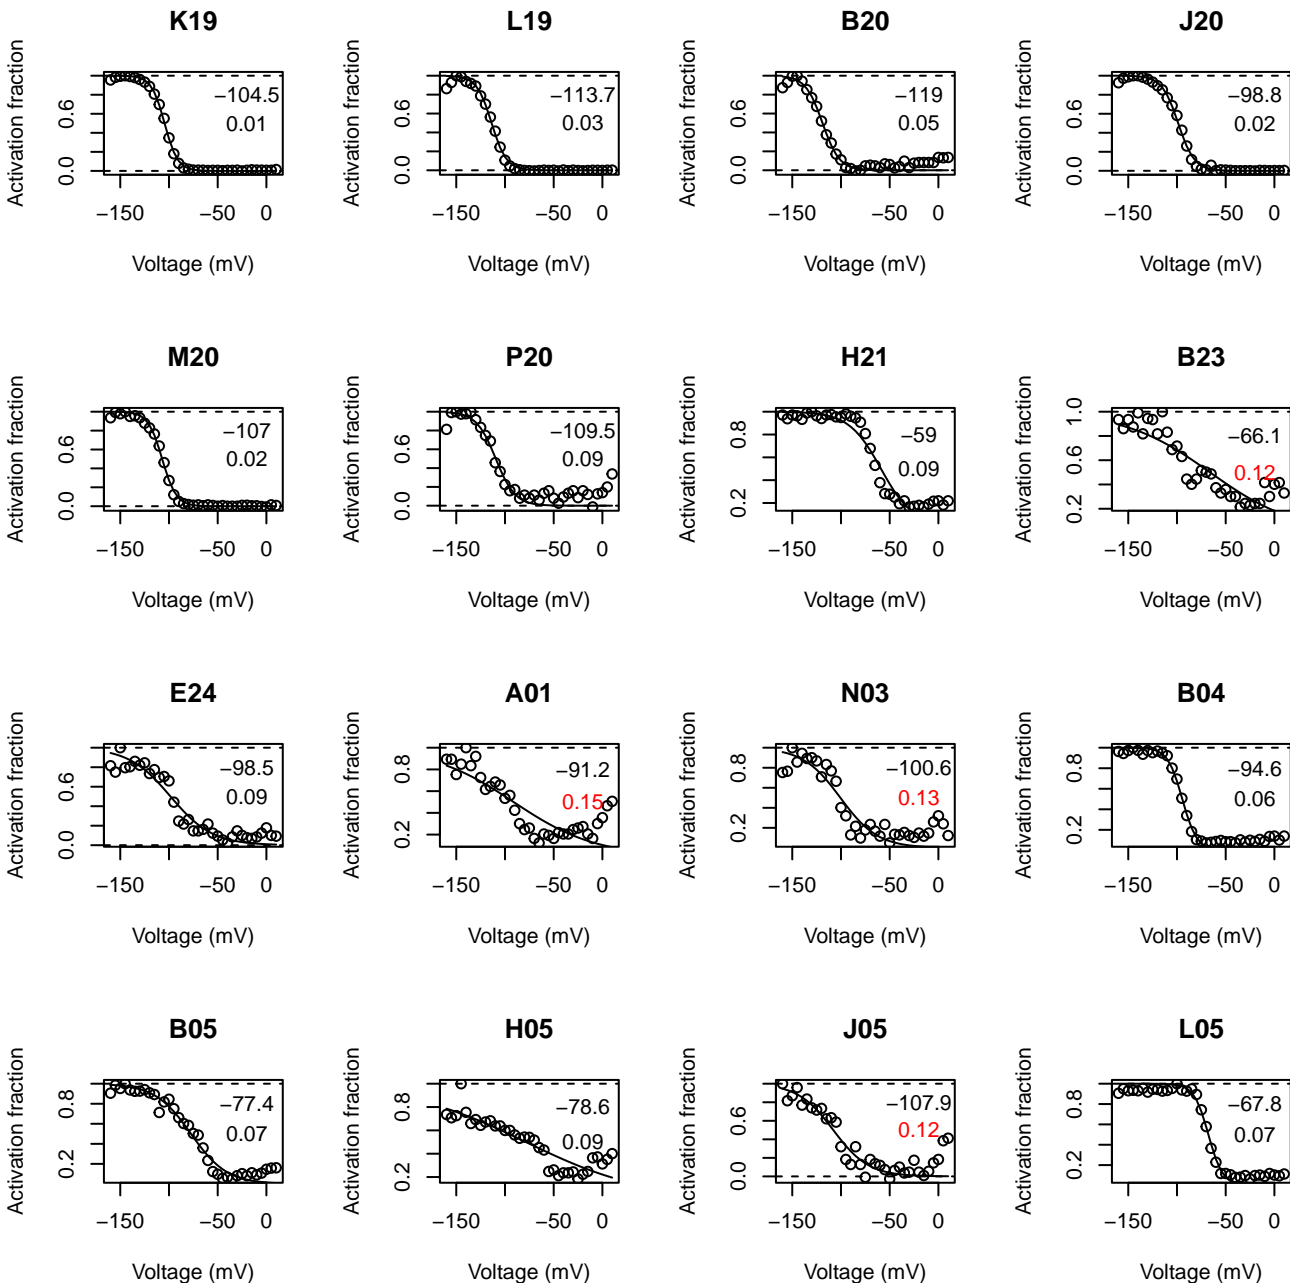 K19
L19
B20
J20
Activation fraction
0.0
0.6
−104.5
0.01
−150
−50
0
Voltage (mV)
Activation fraction
0.0
0.6
−113.7
0.03
−150
−50
0
Voltage (mV)
Activation fraction
0.0
0.6
−119
0.05
−150
−50
0
Voltage (mV)
Activation fraction
0.0
0.6
−98.8
0.02
−150
−50
0
Voltage (mV)
M20
P20
H21
B23
Activation fraction
0.0
0.6
−107
0.02
−150
−50
0
Voltage (mV)
Activation fraction
0.0
0.6
−109.5
0.09
−150
−50
0
Voltage (mV)
Activation fraction
0.2
0.8
−59
0.09
−150
−50
0
Voltage (mV)
Activation fraction
0.2
0.6
1.0
−66.1
0.12
−150
−50
0
Voltage (mV)
E24
A01
N03
B04
Activation fraction
0.0
0.6
−98.5
0.09
−150
−50
0
Voltage (mV)
Activation fraction
0.2
0.8
−91.2
0.15
−150
−50
0
Voltage (mV)
Activation fraction
0.2
0.8
−100.6
0.13
−150
−50
0
Voltage (mV)
Activation fraction
0.2
0.8
−94.6
0.06
−150
−50
0
Voltage (mV)
B05
H05
J05
L05
Activation fraction
0.2
0.8
−77.4
0.07
−150
−50
0
Voltage (mV)
Activation fraction
0.2
0.8
−78.6
0.09
−150
−50
0
Voltage (mV)
Activation fraction
0.0
0.6
−107.9
0.12
−150
−50
0
Voltage (mV)
Activation fraction
0.2
0.8
−67.8
0.07
−150
−50
0
Voltage (mV)